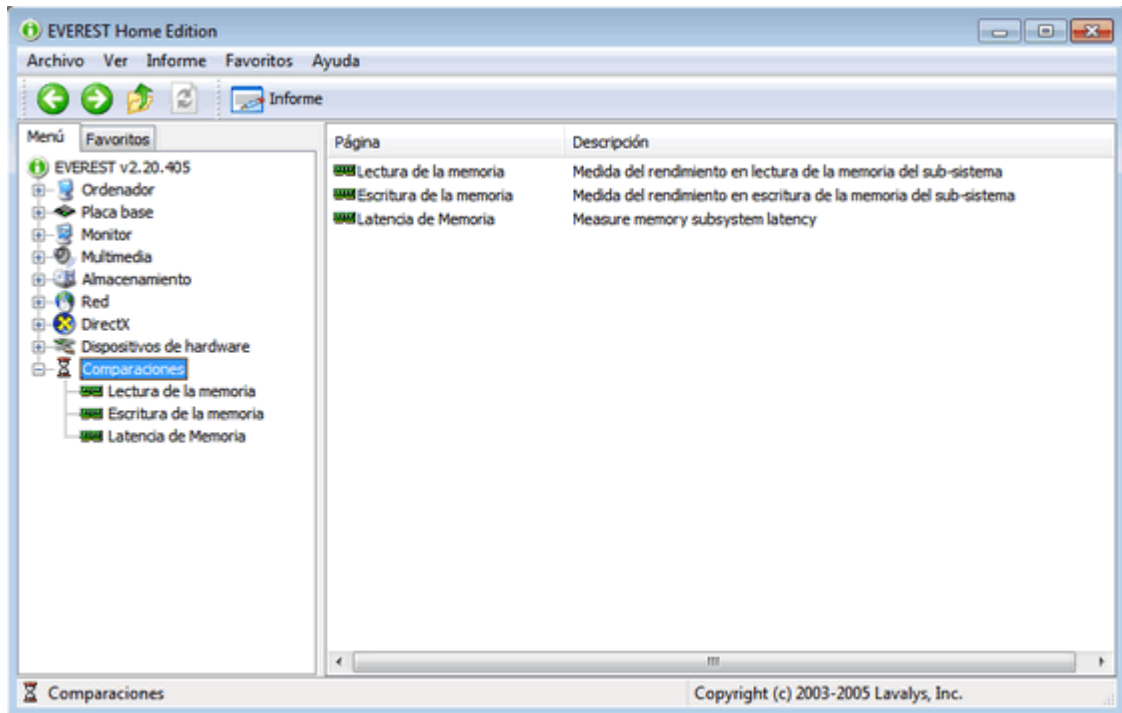 EVEREST Home Edition
Archivo Ver Informe Favoritos Ayuda
Informe
Menú Favoritos
EVEREST v2.20.405
Ordenador
Placa base
Monitor
Multimedia
Almacenamiento
Red
DirectX
Dispositivos de hardware
Comparaciones
Lectura de la memoria
Escritura de la memoria
Latencia de Memoria
Página Descripción
Lectura de la memoria Medida del rendimiento en lectura de la memoria del sub-sistema
Escritura de la memoria Medida del rendimiento en escritura de la memoria del sub-sistema
Latencia de Memoria Measure memory subsystem latency
Comparaciones Copyright (c) 2003-2005 Lavalys, Inc.